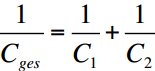 1/C_ges = 1/C_1 + 1/C_2